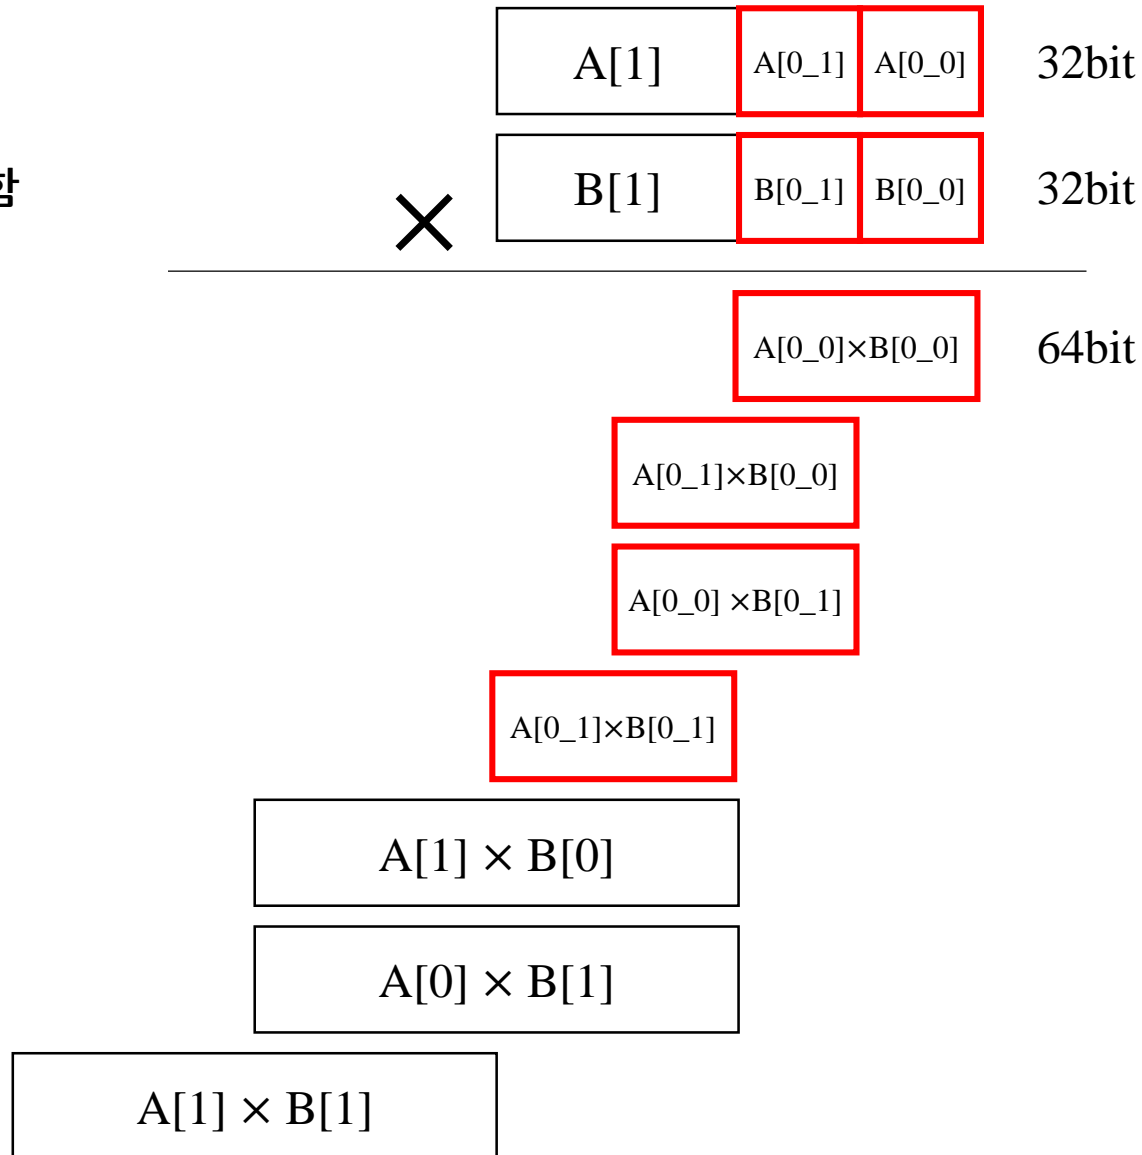 A[1] A[0_1] A[0_0] 32bit
함
× B[1] B[0_1] B[0_0] 32bit
A[0_0]×B[0_0] 64bit
A[0_1]×B[0_0]
A[0_0] ×B[0_1]
A[0_1]×B[0_1]
A[1] × B[0]
A[0] × B[1]
A[1] × B[1]